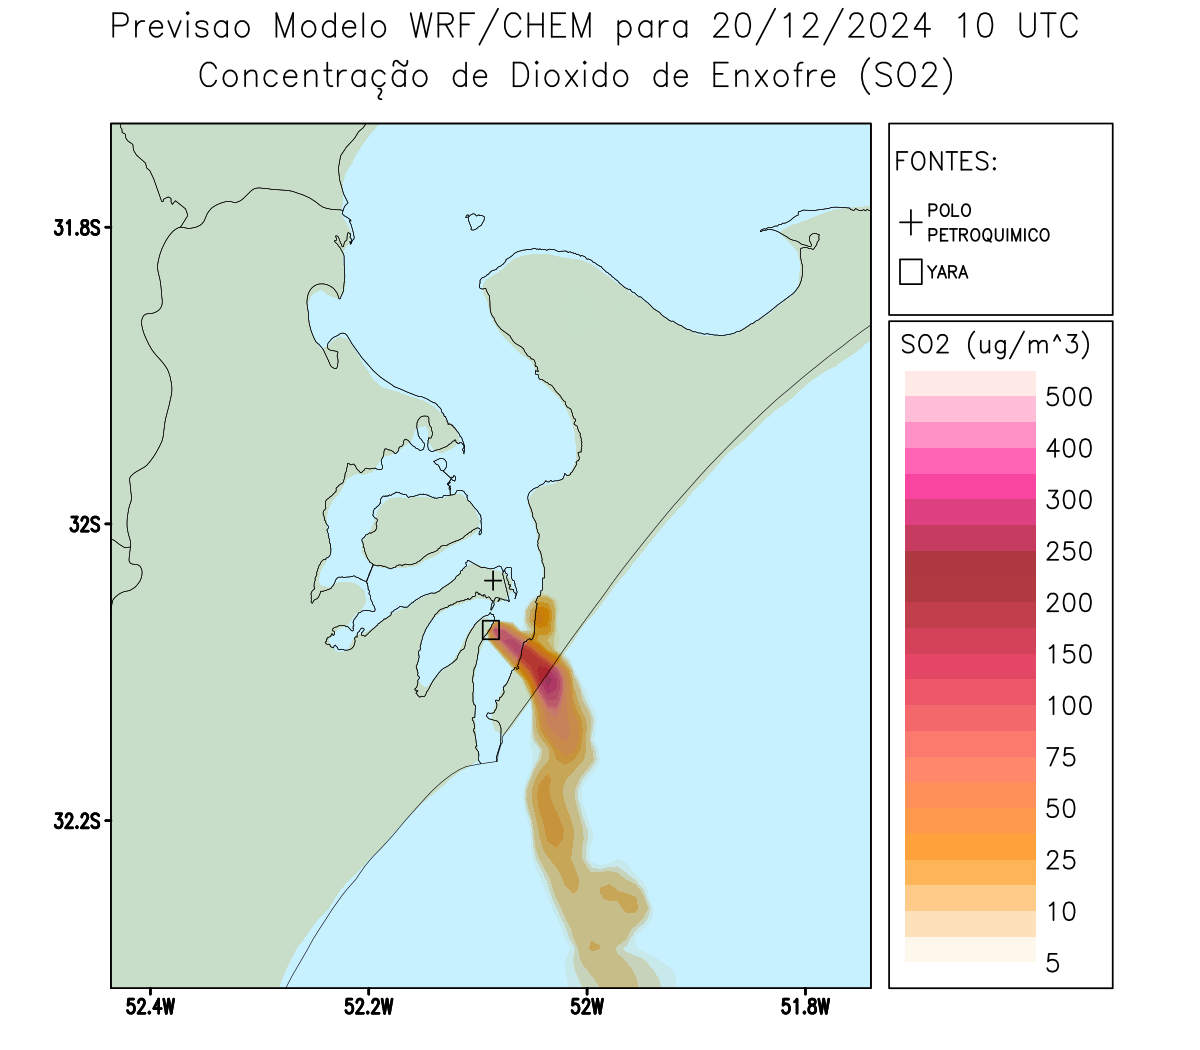 Previsao Modelo WRF/CHEM para 20/12/2024 10 UTC
Concentração de Dioxido de Enxofre (SO2)
FONTES:
POLO
PETROQUIMICO
YARA
SO2 (ug/m^3)
500
400
300
250
200
150
100
75
50
25
10
5
31.8S
32S
32.2S
52.4W
52.2W
52W
51.8W